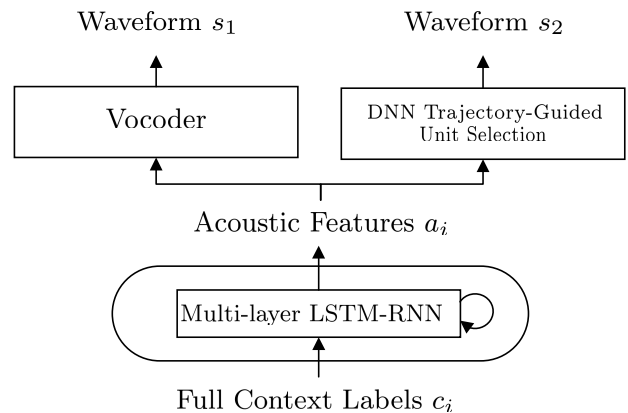 Waveform s₁
Waveform s₂
Vocoder
DNN Trajectory-Guided
Unit Selection
Acoustic Features aᵢ
Multi-layer LSTM-RNN
Full Context Labels cᵢ